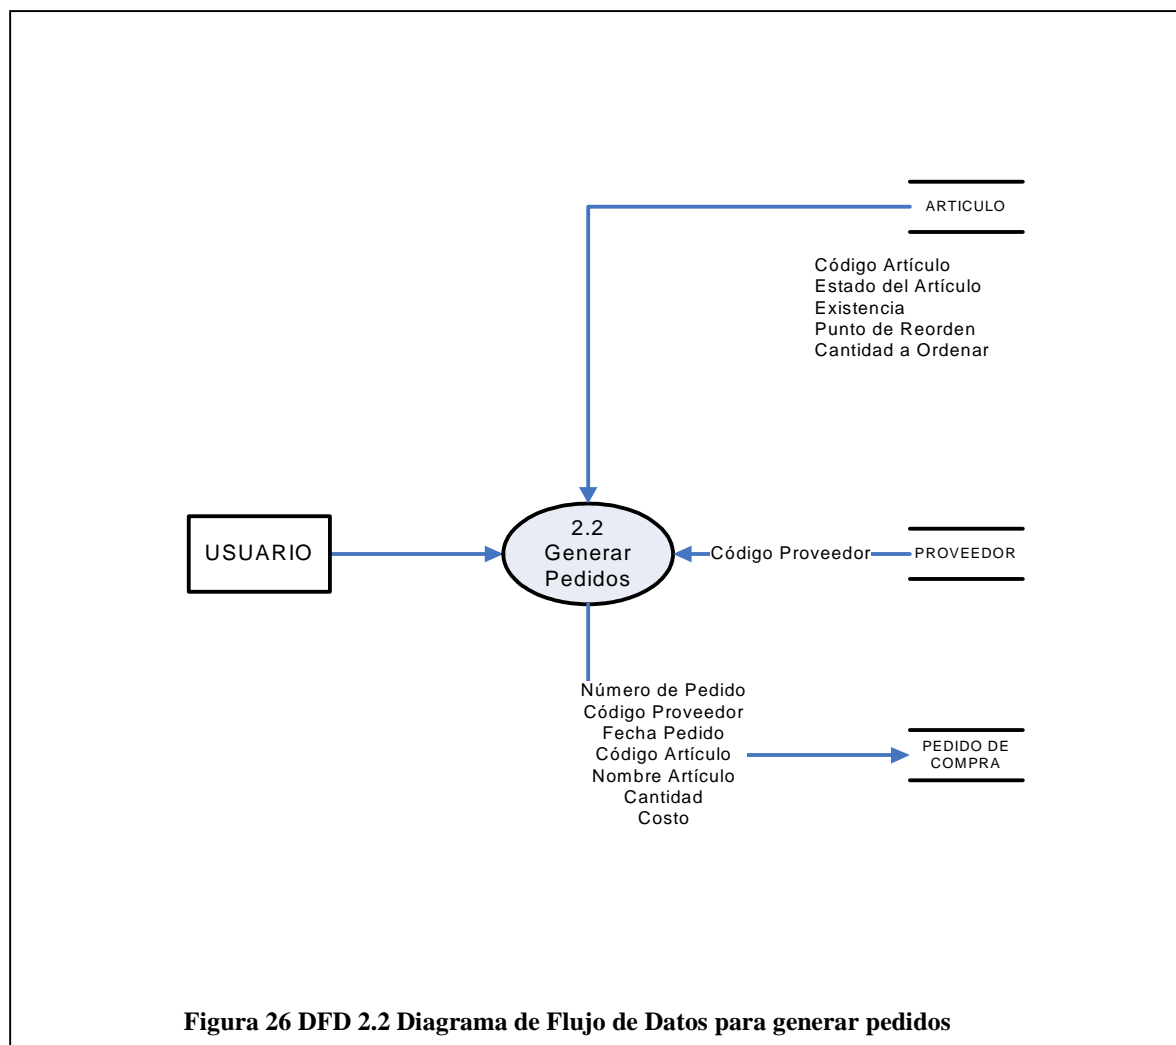 ARTICULO
Código Artículo
Estado del Artículo
Existencia
Punto de Reorden
Cantidad a Ordenar
USUARIO
2.2
Generar
Pedidos
Código Proveedor
PROVEEDOR
Número de Pedido
Código Proveedor
Fecha Pedido
Código Artículo
Nombre Artículo
Cantidad
Costo
PEDIDO DE
COMPRA
Figura 26 DFD 2.2 Diagrama de Flujo de Datos para generar pedidos